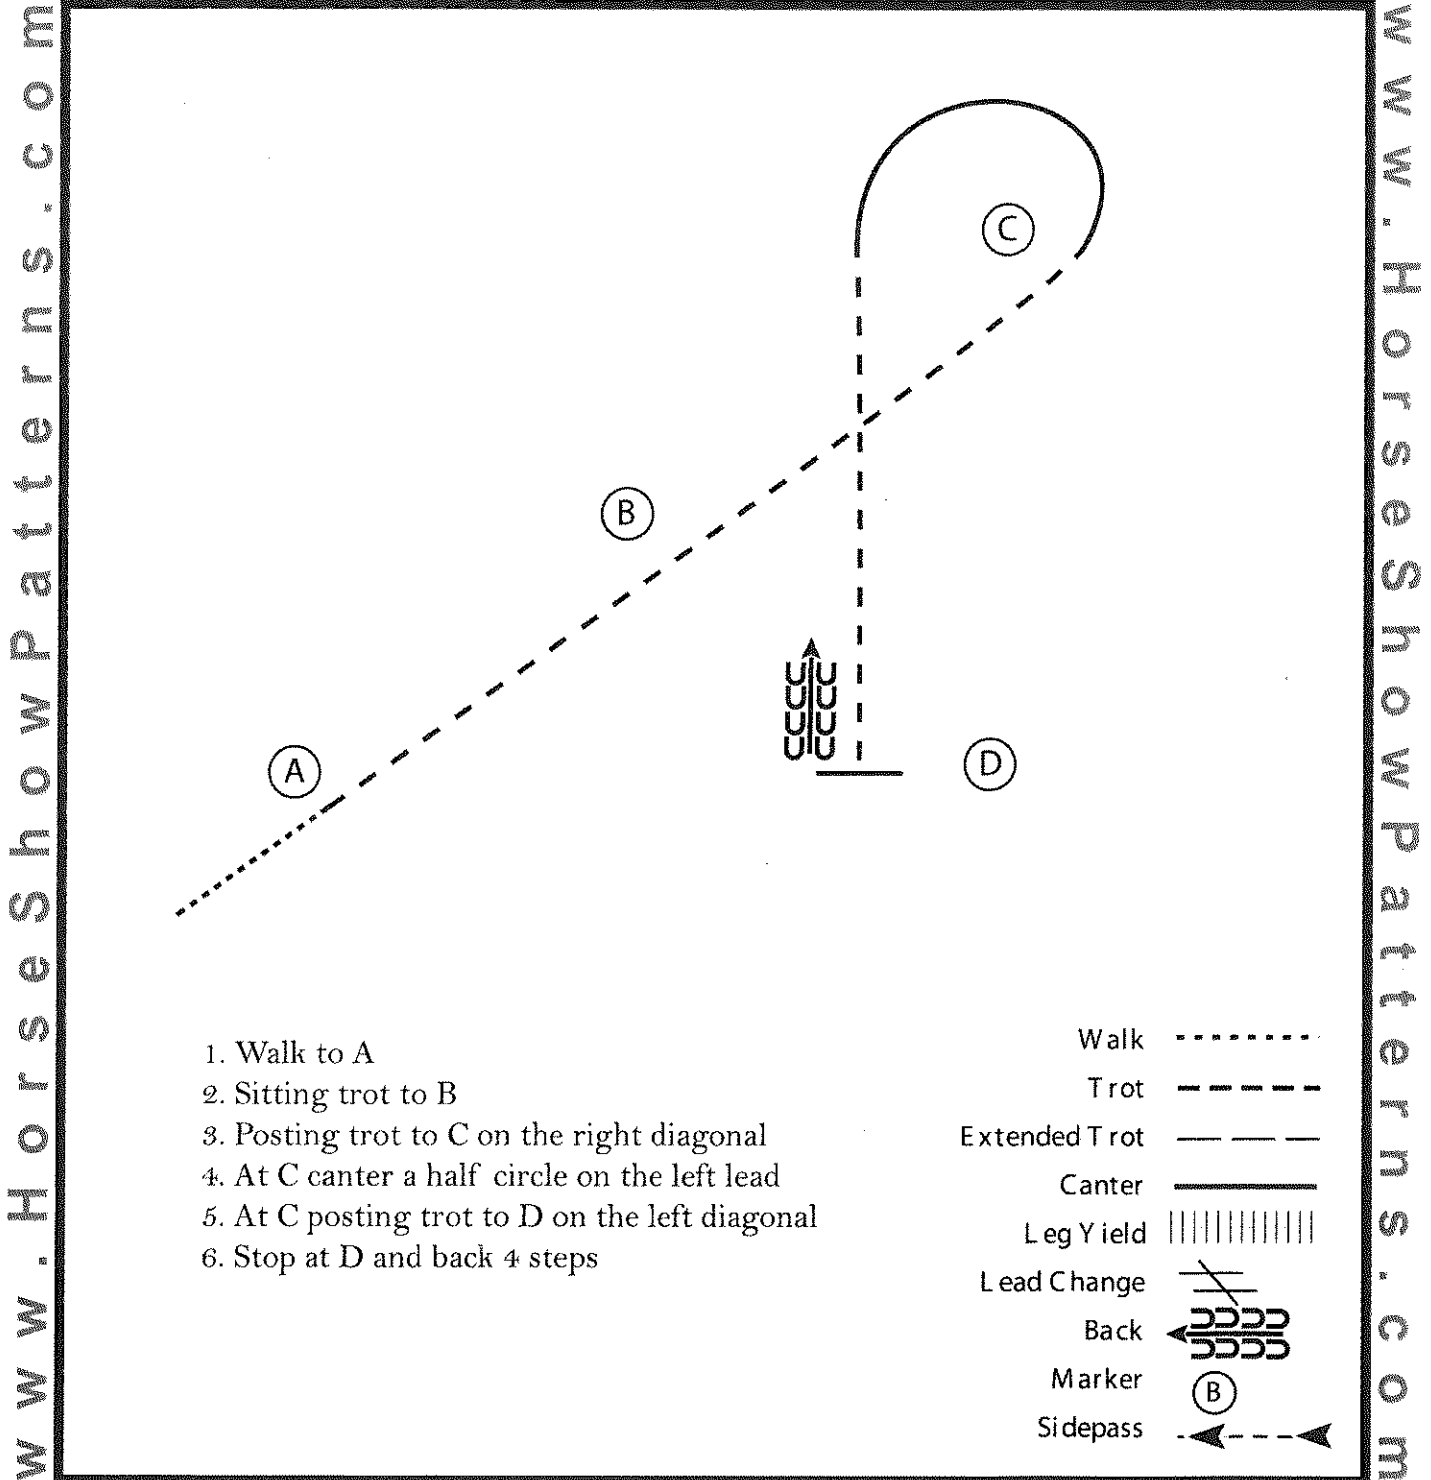 www.HorseShowPatterns.com
www.HorseShowPatterns.com
C
B
A
D
1. Walk to A
2. Sitting trot to B
3. Posting trot to C on the right diagonal
4. At C canter a half circle on the left lead
5. At C posting trot to D on the left diagonal
6. Stop at D and back 4 steps
Walk
Trot
Extended Trot
Canter
Leg Yield
Lead Change
Back
Marker B
Sidepass